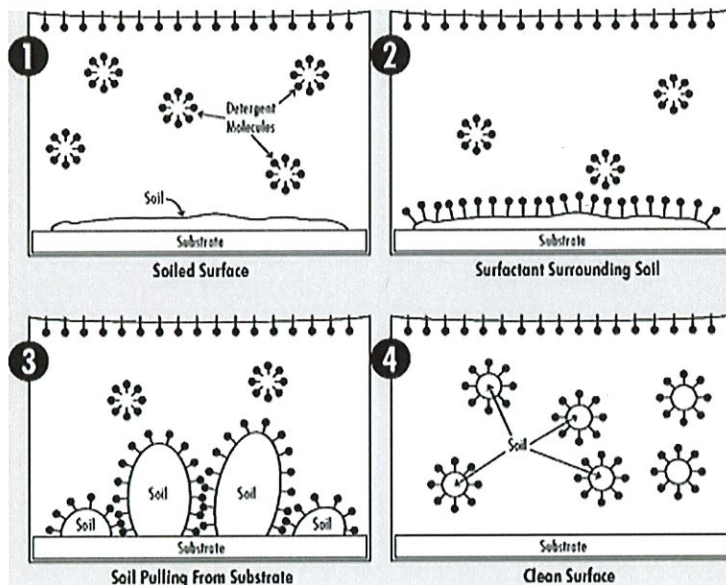 1
Detergent
Molecules
Soil
Substrate
Soiled Surface
2
Substrate
Surfactant Surrounding Soil
3
Soil
Soil
Soil
Soil
Substrate
Soil Pulling From Substrate
4
Soil
Substrate
Clean Surface